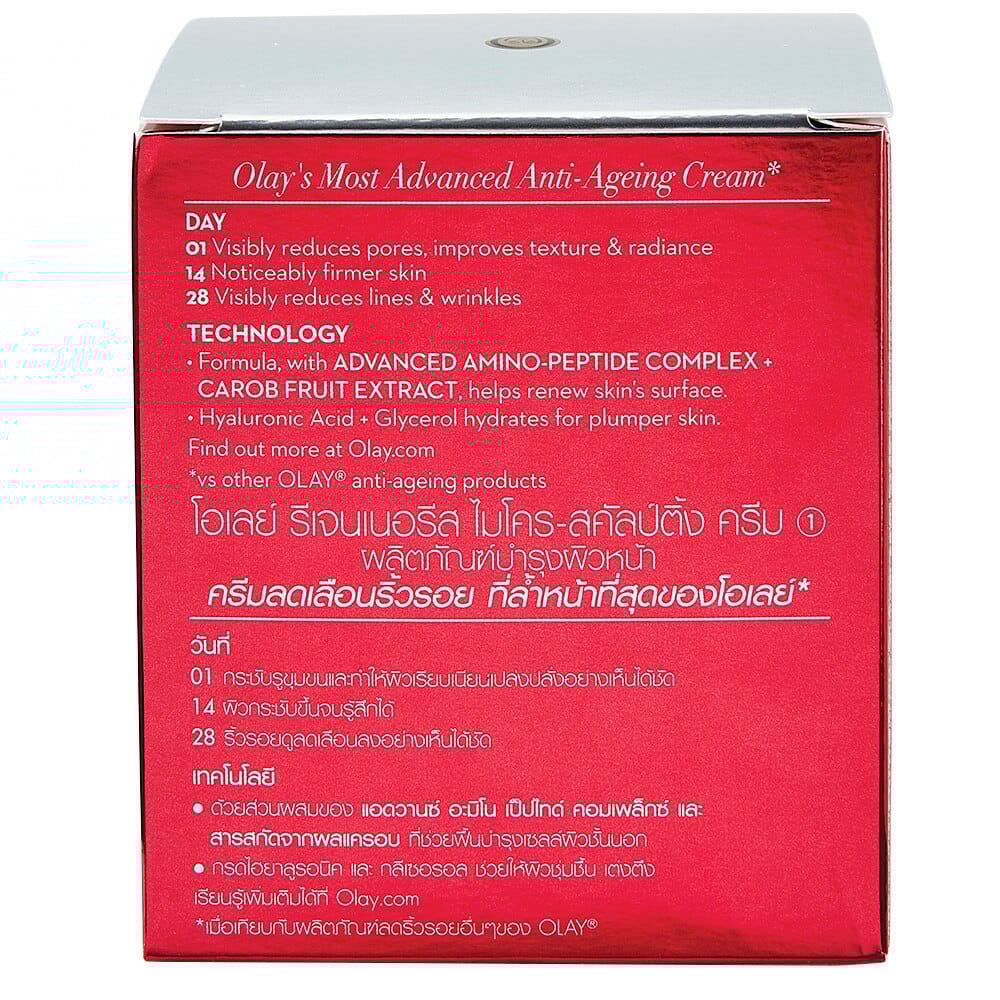 Olay's Most Advanced Anti-Ageing Cream*
DAY
01 Visibly reduces pores, improves texture & radiance
14 Noticeably firmer skin
28 Visibly reduces lines & wrinkles
TECHNOLOGY
• Formula, with ADVANCED AMINO-PEPTIDE COMPLEX +
CAROB FRUIT EXTRACT, helps renew skin's surface.
• Hyaluronic Acid + Glycerol hydrates for plumper skin.
Find out more at Olay.com
*vs other OLAY® anti-ageing products
โอเลย์ รีเจนเนอรีส ไมโคร-สคัลป์ติ้ง ครีม ①
ผลิตภัณฑ์บำรุงผิวหน้า
ครีมลดเลือนริ้วรอย ที่ล้ำหน้าที่สุดของโอเลย์*
วันที่
01 กระชับรูขุมขนและทำให้ผิวเรียบเนียนเปล่งปลั่งอย่างเห็นได้ชัด
14 ผิวกระชับขึ้นจนรู้สึกได้
28 ริ้วรอยดูลดเลือนลงอย่างเห็นได้ชัด
เทคโนโลยี
• ด้วยส่วนผสมของ แอดวานซ์ อะมิโน เป็ปไทด์ คอมเพล็กซ์ และ
สารสกัดจากผลแครอบ ที่ช่วยฟื้นบำรุงเซลล์ผิวชั้นนอก
• กรดไฮยาลูรอนิค และ กลีเซอรอล ช่วยให้ผิวชุ่มชื้น เต่งตึง
เรียนรู้เพิ่มเติมได้ที่ Olay.com
*เมื่อเทียบกับผลิตภัณฑ์ลดริ้วรอยอื่นๆของ OLAY®